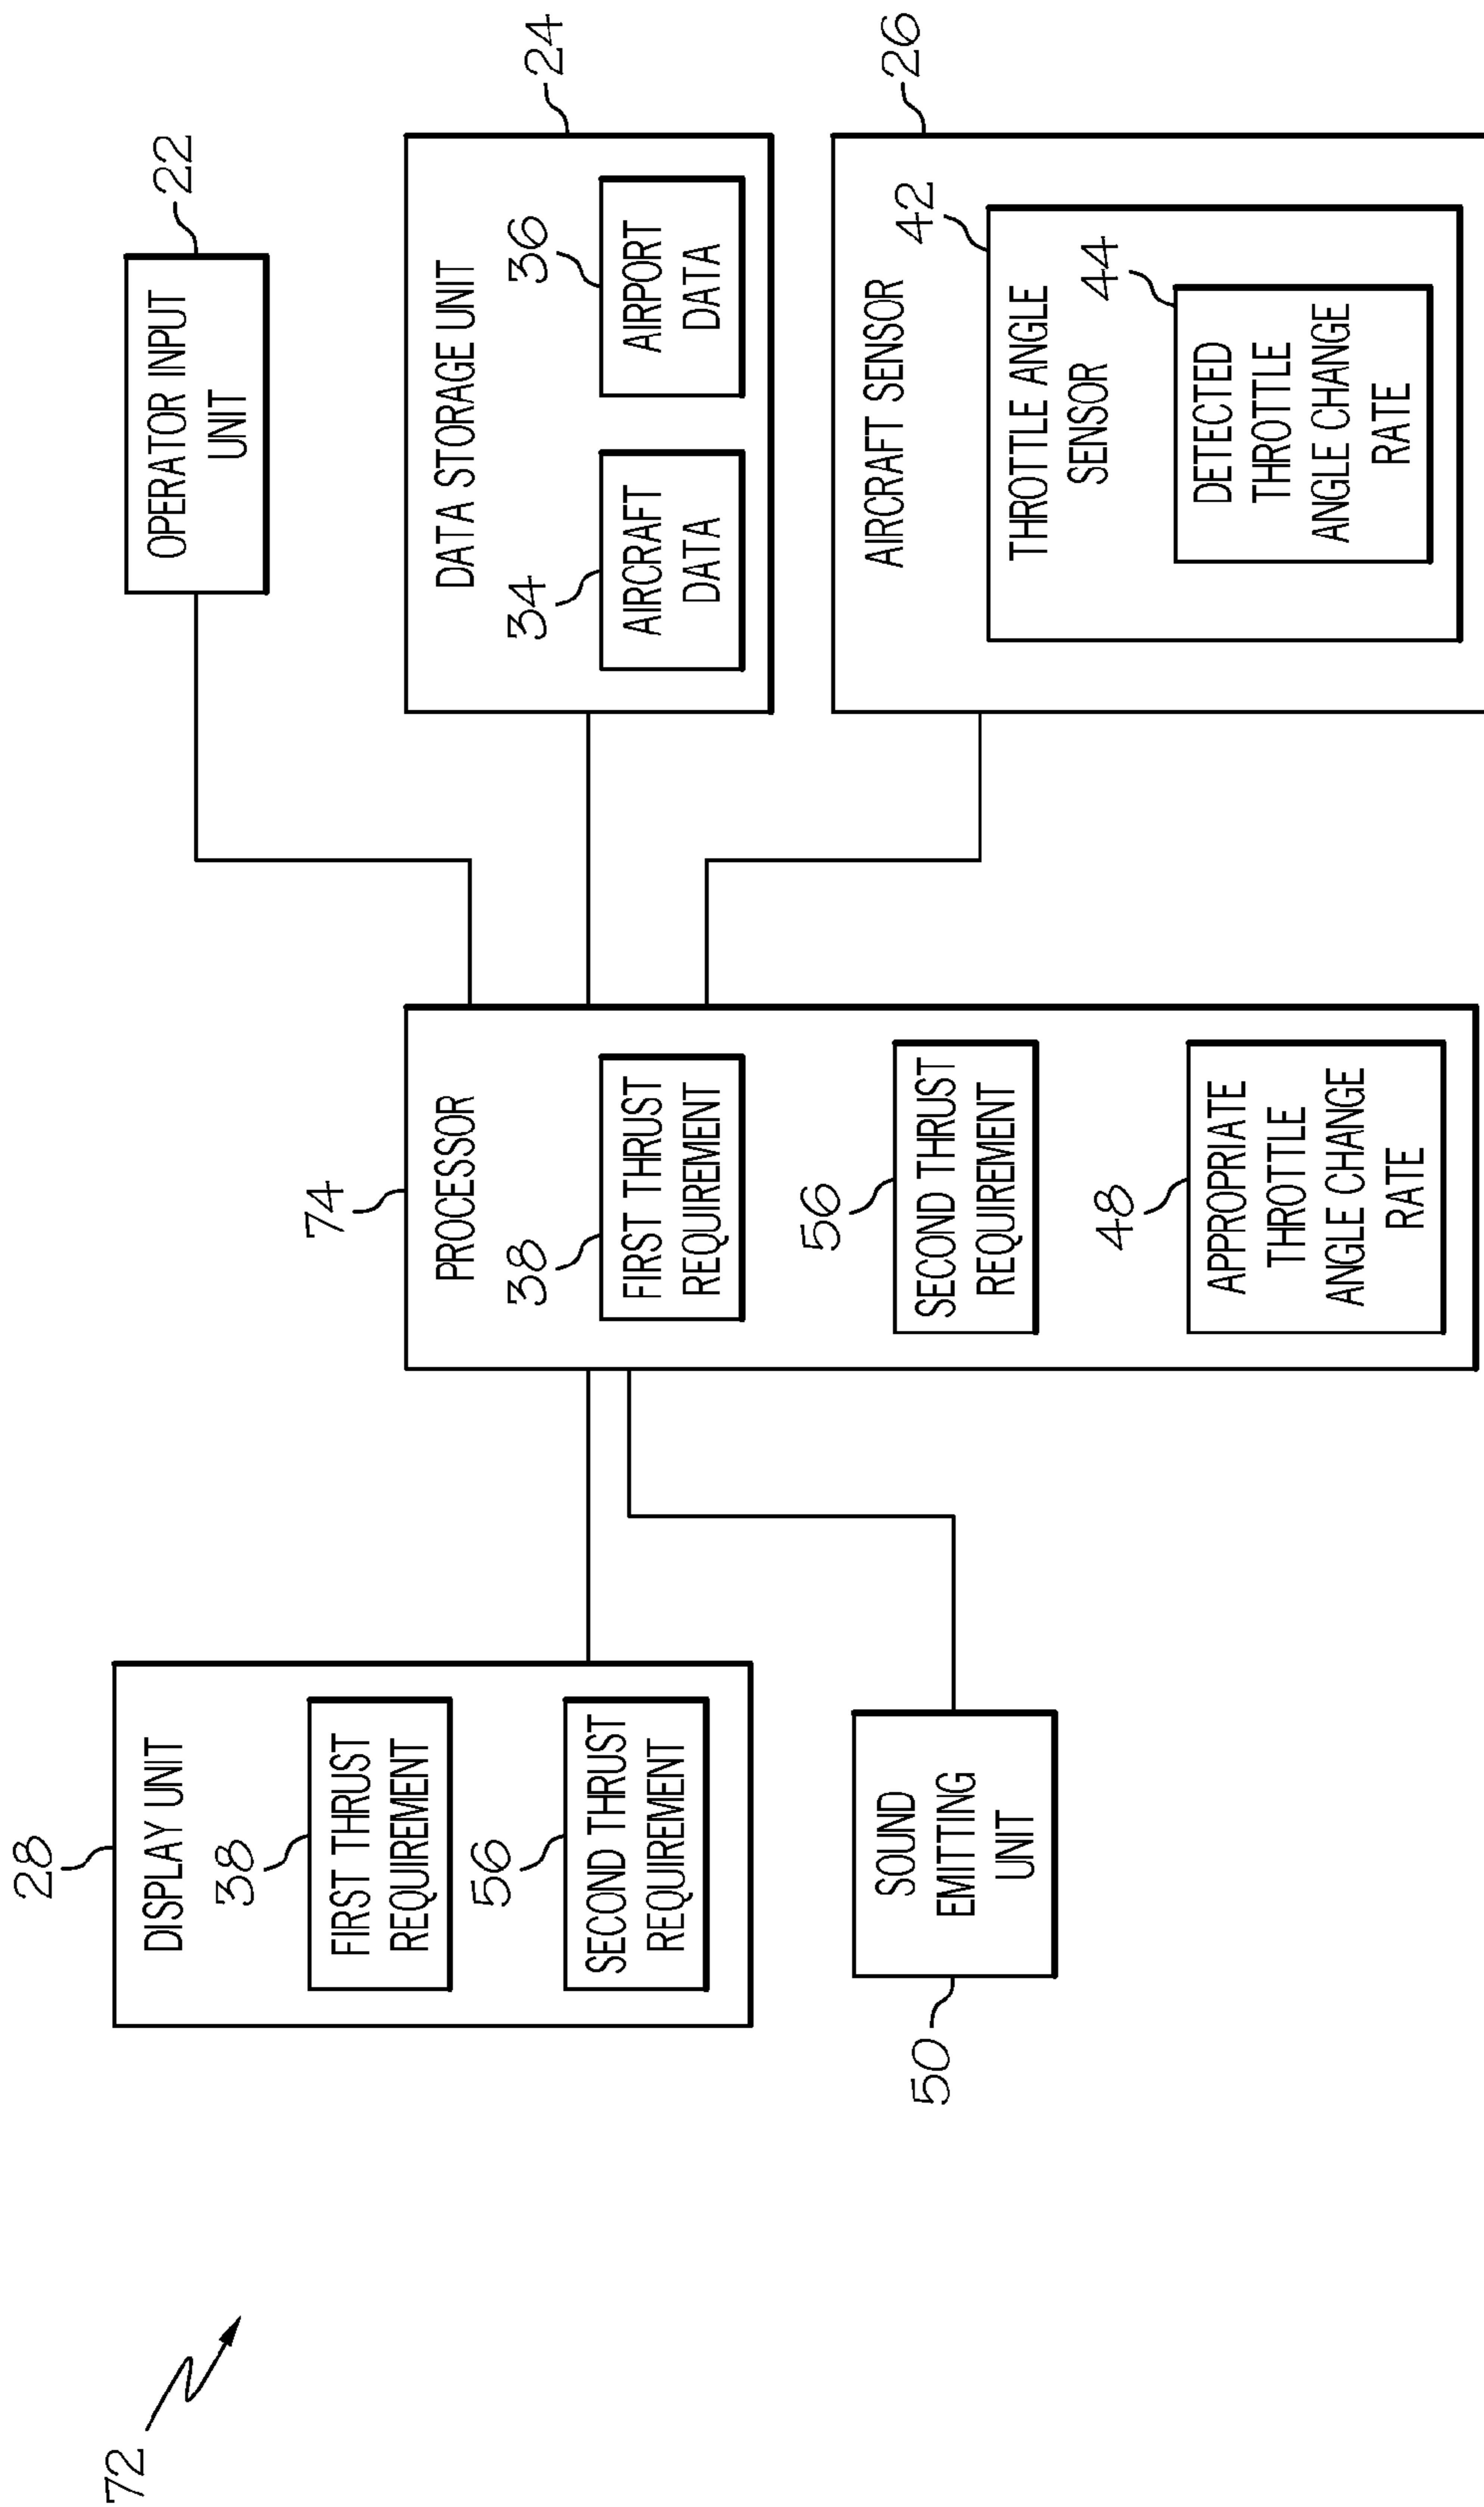 72
28
DISPLAY UNIT
38
FIRST THRUST
REQUIREMENT
56
SECOND THRUST
REQUIREMENT
50
SOUND
EMITTING
UNIT
74
PROCESSOR
38
FIRST THRUST
REQUIREMENT
56
SECOND THRUST
REQUIREMENT
48
APPROPRIATE
THROTTLE
ANGLE CHANGE
RATE
22
OPERATOR INPUT
UNIT
24
DATA STORAGE UNIT
34
AIRCRAFT
DATA
36
AIRPORT
DATA
26
AIRCRAFT SENSOR
42
THROTTLE ANGLE
SENSOR
44
DETECTED
THROTTLE
ANGLE CHANGE
RATE